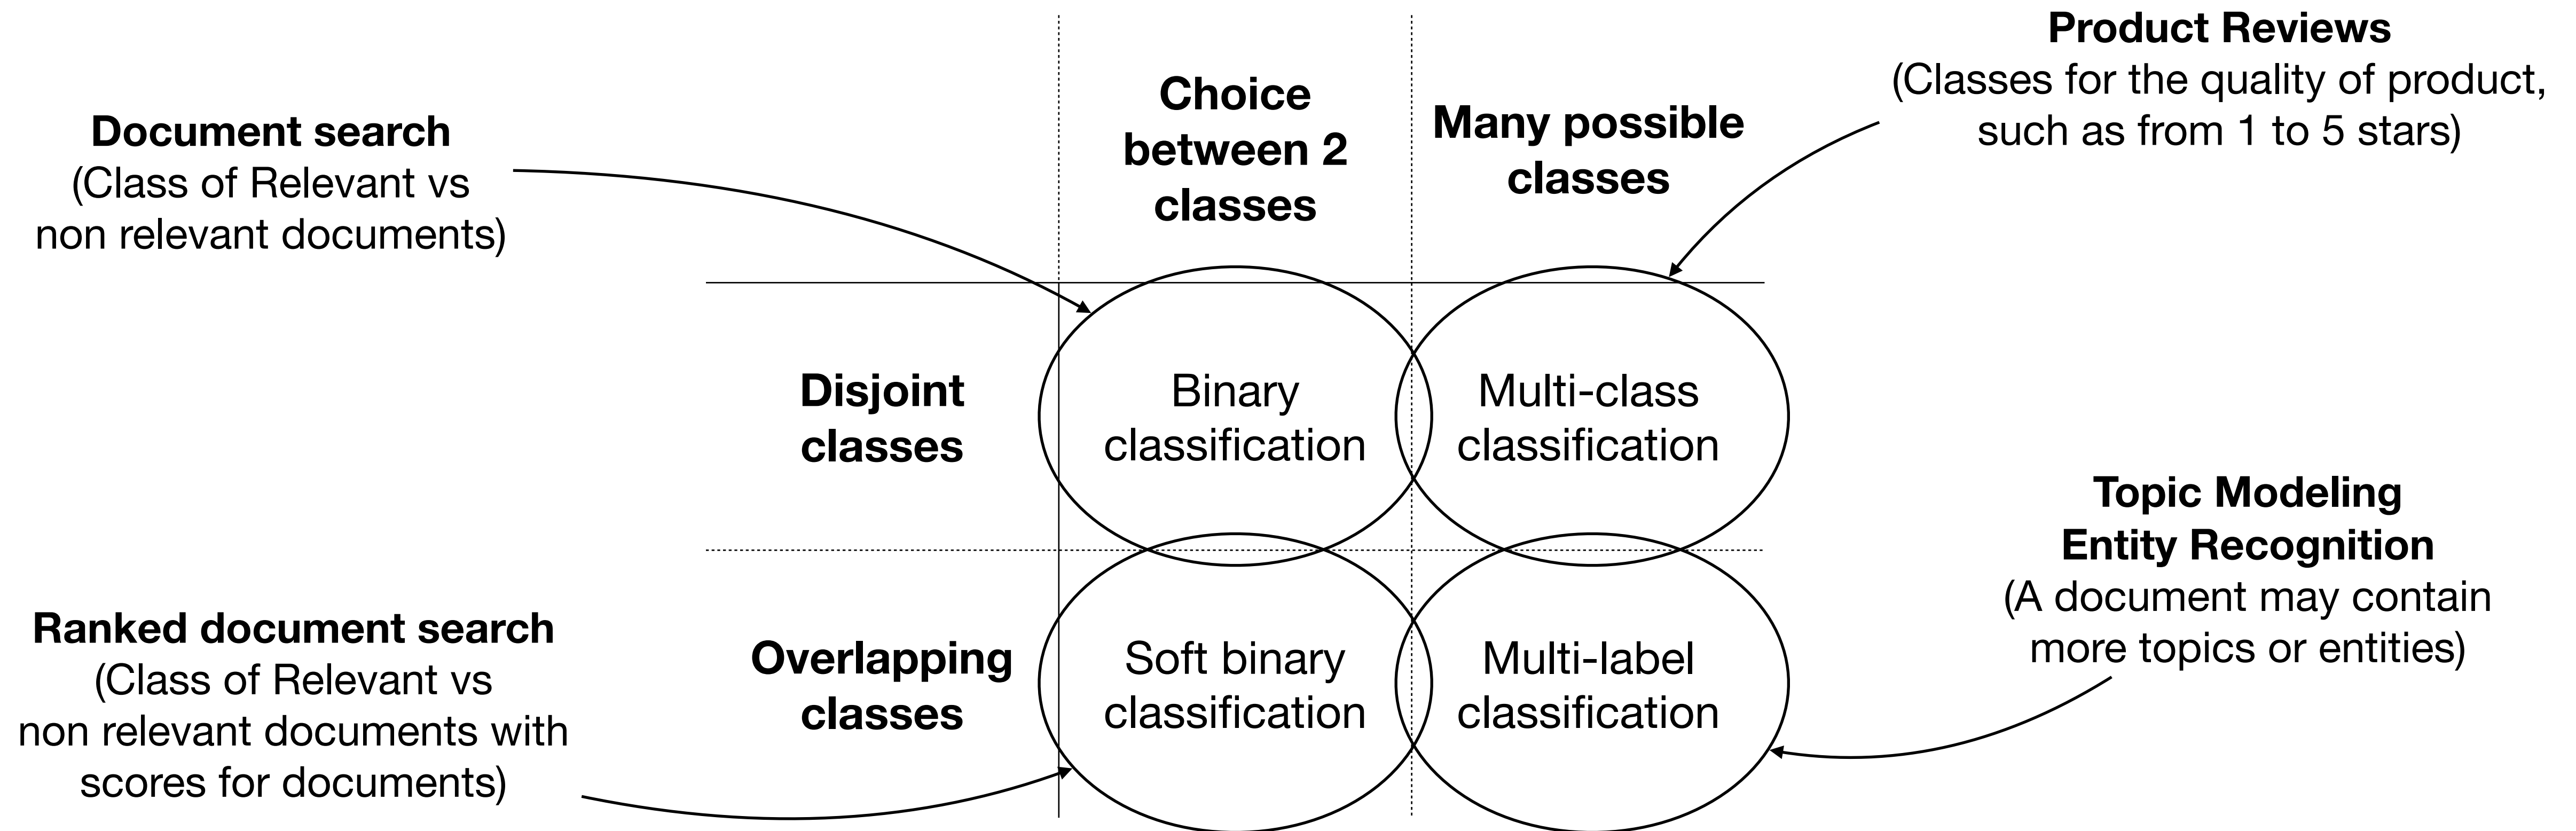 Document search
(Class of Relevant vs
non relevant documents)
Choice
between 2
classes
Many possible
classes
Product Reviews
(Classes for the quality of product,
such as from 1 to 5 stars)
Disjoint
classes
Binary
classification
Multi-class
classification
Topic Modeling
Entity Recognition
(A document may contain
more topics or entities)
Ranked document search
(Class of Relevant vs
non relevant documents with
scores for documents)
Overlapping
classes
Soft binary
classification
Multi-label
classification